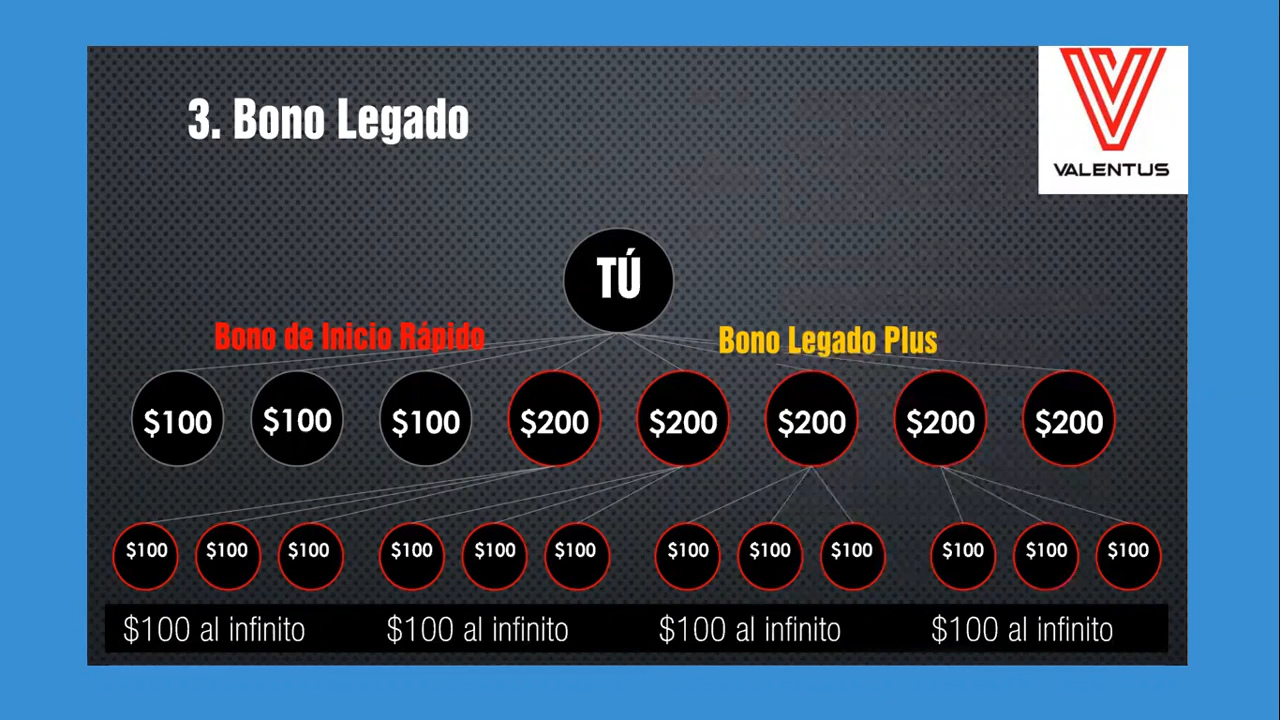 3. Bono Legado
VALENTUS
TÚ
Bono de Inicio Rápido
Bono Legado Plus
$100 $100 $100 $200 $200 $200 $200 $200
$100 $100 $100 $100 $100 $100 $100 $100 $100 $100 $100 $100
$100 al infinito $100 al infinito $100 al infinito $100 al infinito